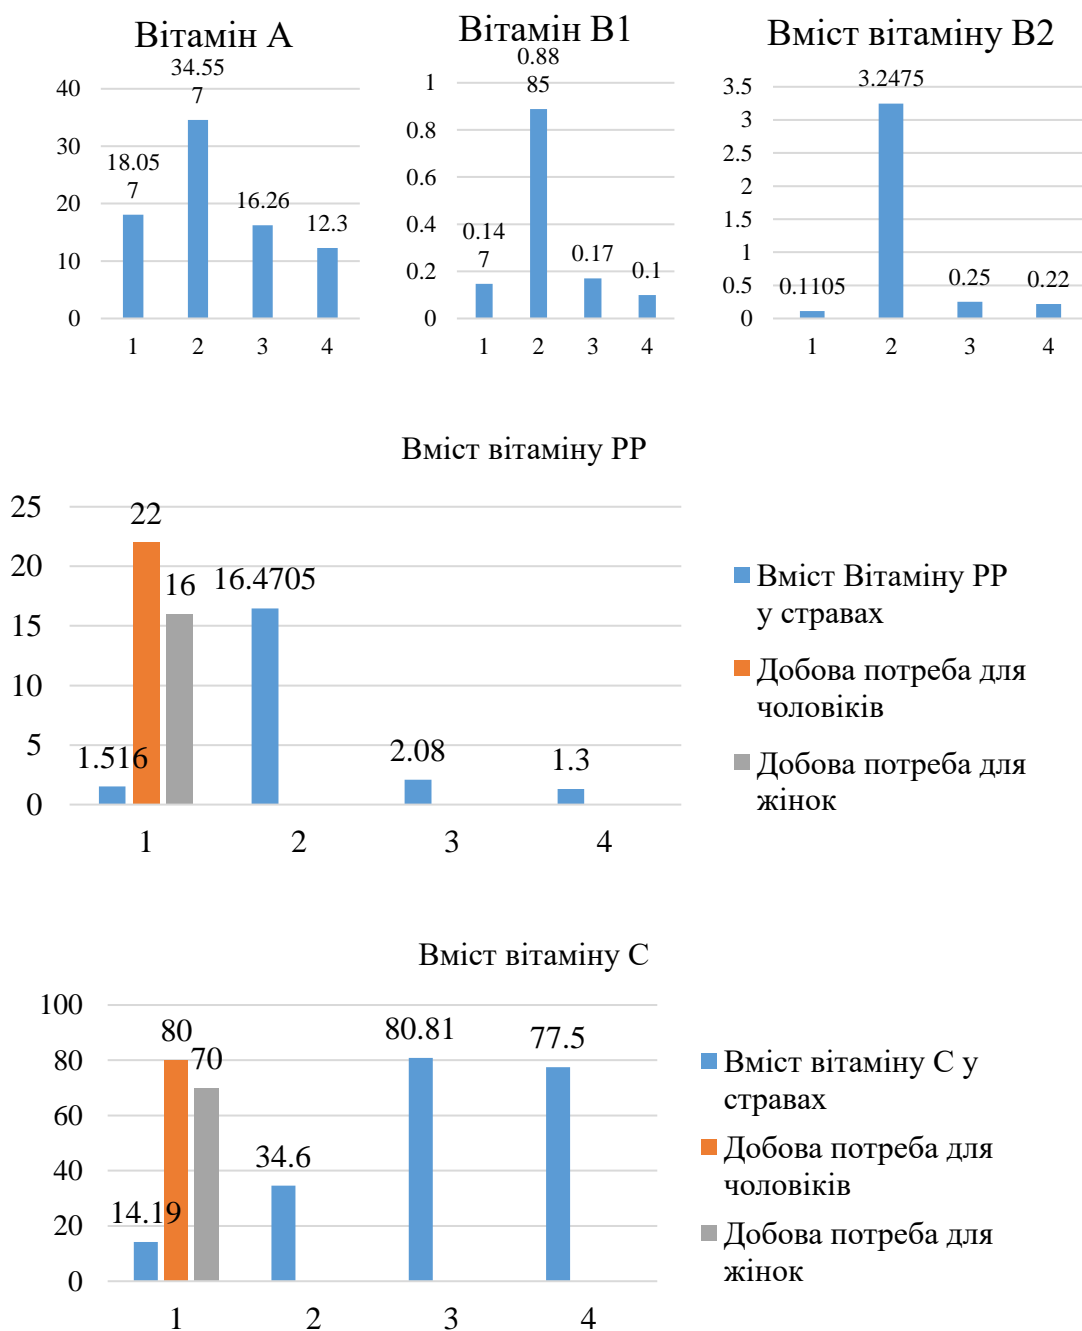 Вітамін А
34.55
7
40
30
20
10
0
18.05
7
16.26
12.3
1 2 3 4
Вітамін В1
0.88
85
1
0.8
0.6
0.4
0.2
0
0.14
7
0.17
0.1
1 2 3 4
Вміст вітаміну В2
3.2475
3.5
3
2.5
2
1.5
1
0.5
0
0.1105
0.25
0.22
1 2 3 4
Вміст вітаміну РР
25
20
15
10
5
0
22
16
16.4705
1.516
2.08
1.3
1 2 3 4
Вміст Вітаміну РР
у стравах
Добова потреба для
чоловіків
Добова потреба для
жінок
Вміст вітаміну С
100
80
60
40
20
0
80
70
80.81
77.5
34.6
14.19
1 2 3 4
Вміст вітаміну С у
стравах
Добова потреба для
чоловіків
Добова потреба для
жінок